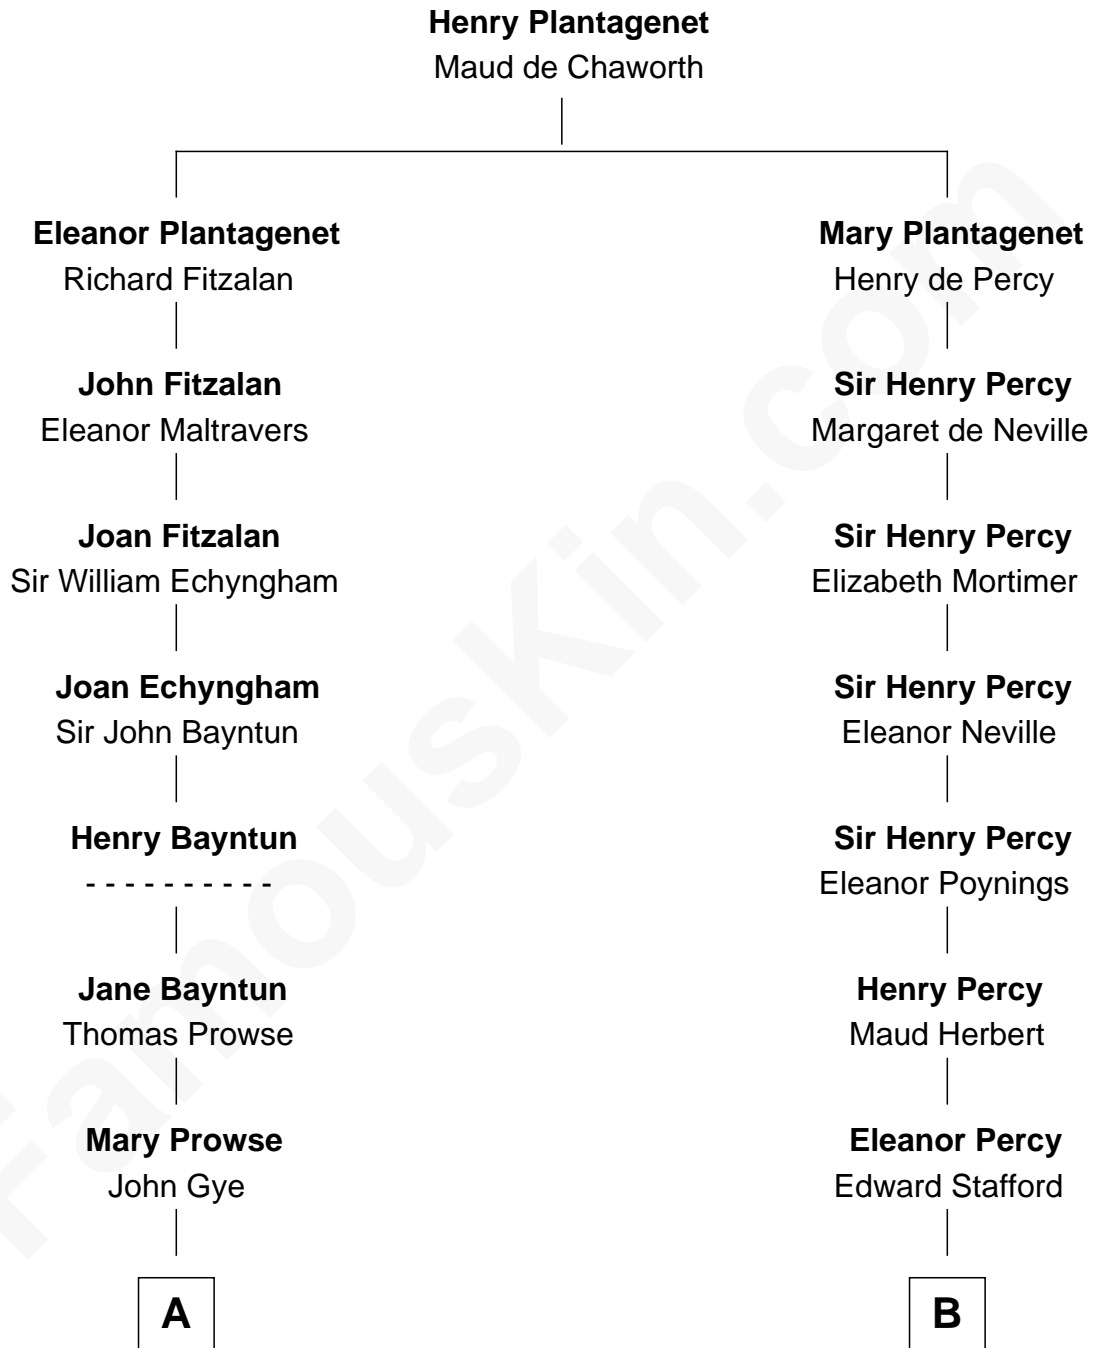 Henry Plantagenet
Maud de Chaworth
Eleanor Plantagenet
Richard Fitzalan
Mary Plantagenet
Henry de Percy
John Fitzalan
Eleanor Maltravers
Sir Henry Percy
Margaret de Neville
Joan Fitzalan
Sir William Echyngham
Sir Henry Percy
Elizabeth Mortimer
Joan Echyngham
Sir John Bayntun
Sir Henry Percy
Eleanor Neville
Henry Bayntun
- - - - - - - - - -
Sir Henry Percy
Eleanor Poynings
Jane Bayntun
Thomas Prowse
Henry Percy
Maud Herbert
Mary Prowse
John Gye
Eleanor Percy
Edward Stafford
A
B
FamousKin.com